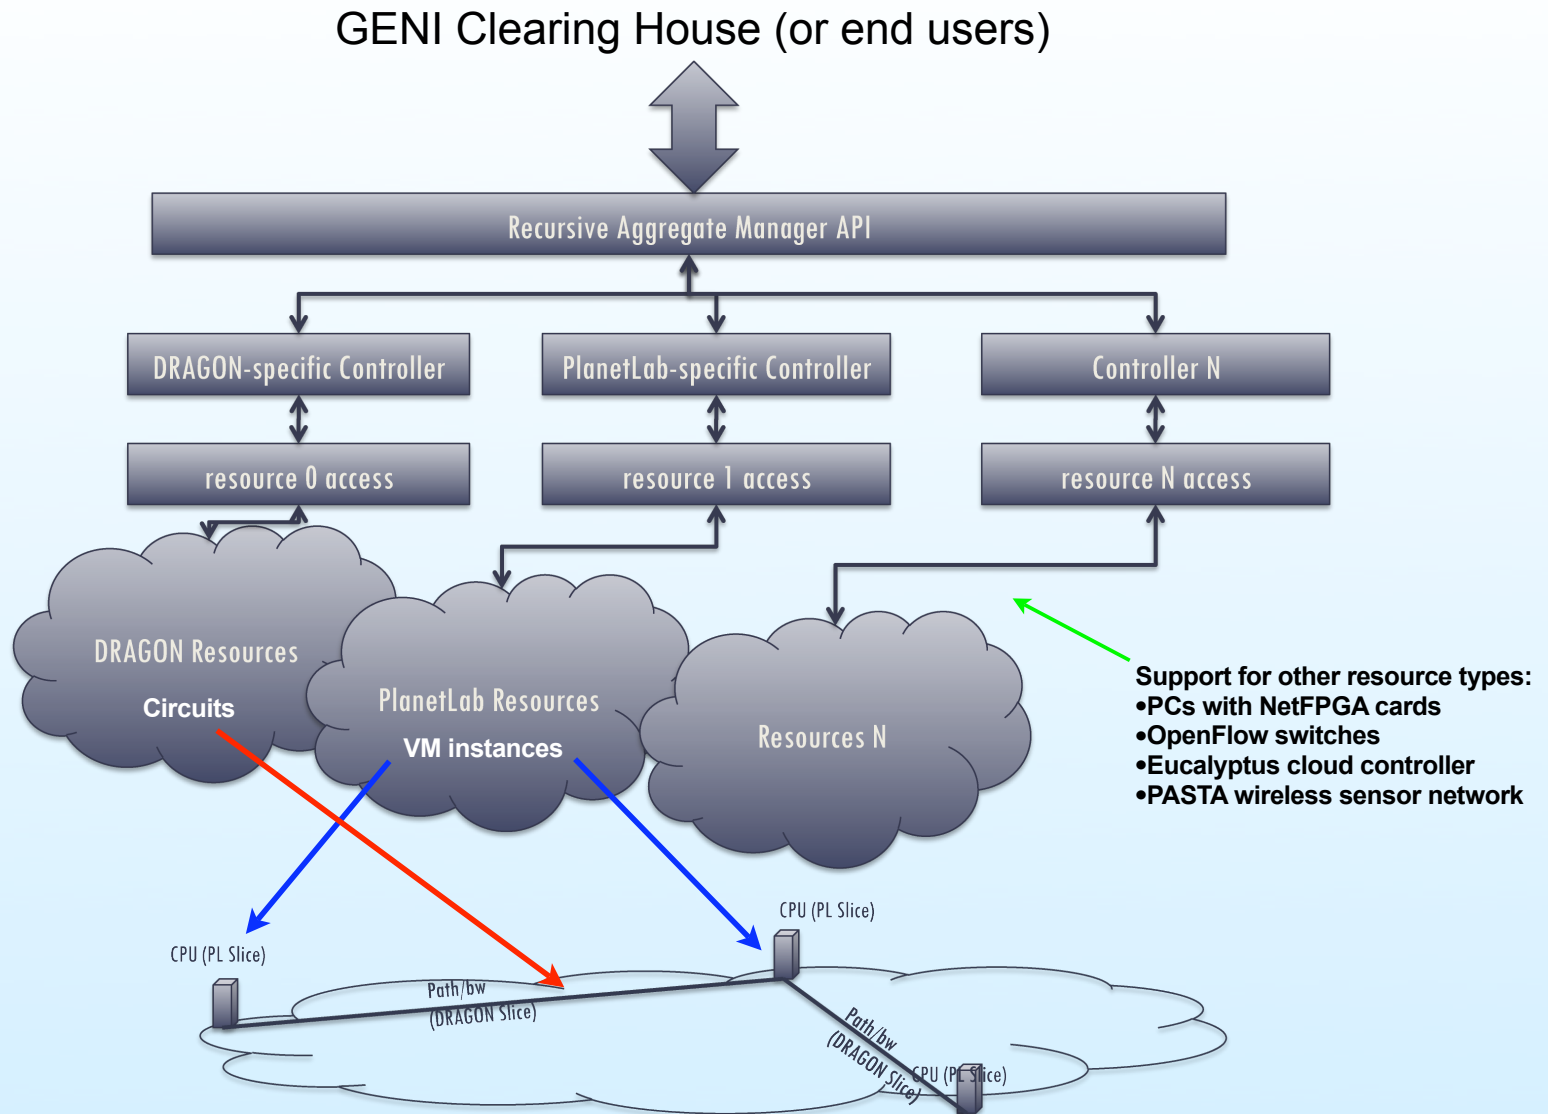 GENI Clearing House (or end users)
Recursive Aggregate Manager API
DRAGON-specific Controller
PlanetLab-specific Controller
Controller N
resource 0 access
resource 1 access
resource N access
DRAGON Resources
Circuits
PlanetLab Resources
VM instances
Resources N
Support for other resource types:
•PCs with NetFPGA cards
•OpenFlow switches
•Eucalyptus cloud controller
•PASTA wireless sensor network
CPU (PL Slice)
CPU (PL Slice)
Path/bw
(DRAGON Slice)
Path/bw
(DRAGON Slice)
CPU (PL Slice)